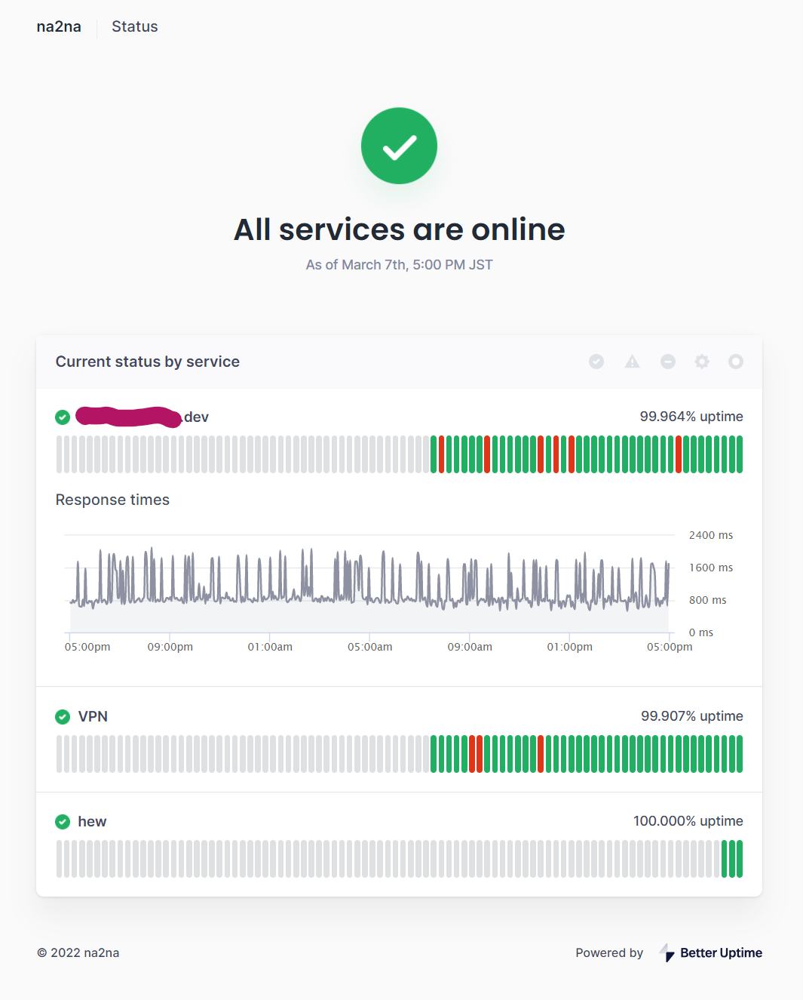 na2na Status
All services are online
As of March 7th, 5:00 PM JST
Current status by service
.dev 99.964% uptime
Response times
2400 ms
1600 ms
800 ms
0 ms
05:00pm 09:00pm 01:00am 05:00am 09:00am 01:00pm 05:00pm
VPN 99.907% uptime
hew 100.000% uptime
© 2022 na2na Powered by Better Uptime